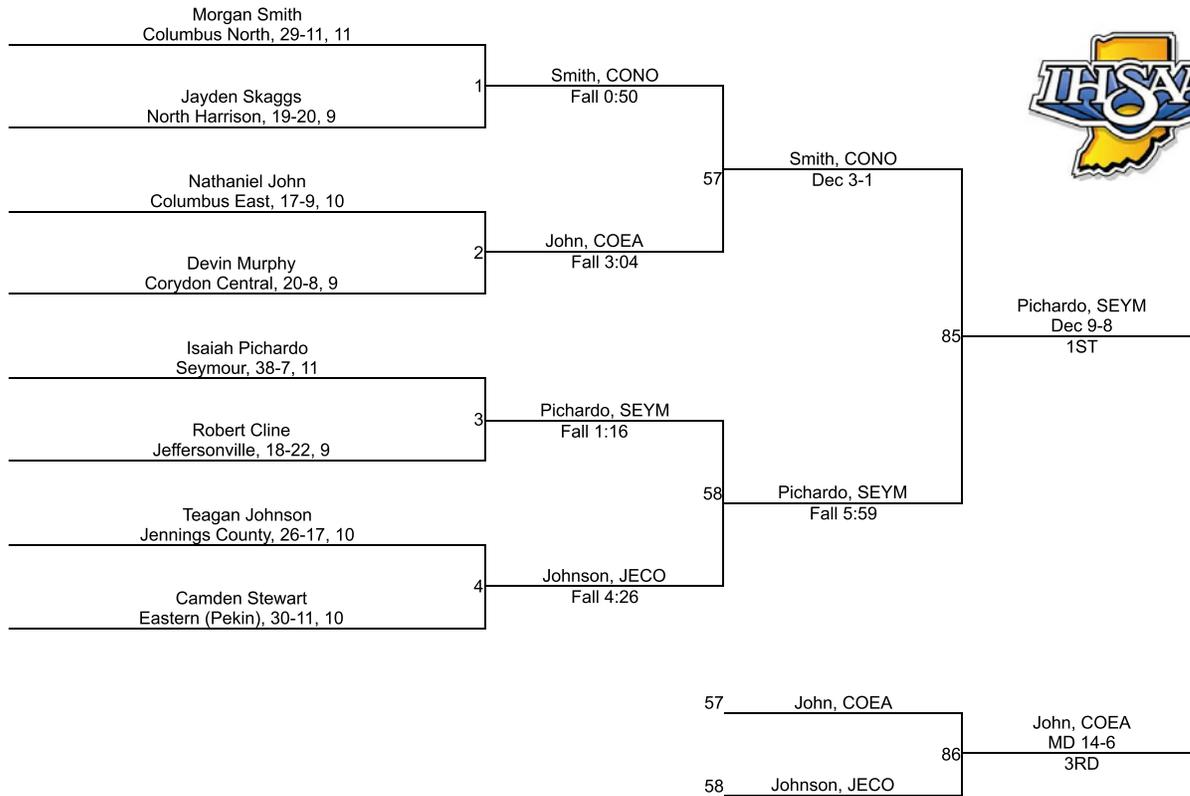 Morgan Smith
Columbus North, 29-11, 11
1
Jayden Skaggs
North Harrison, 19-20, 9
Smith, CONO
Fall 0:50
57
Nathaniel John
Columbus East, 17-9, 10
2
Devin Murphy
Corydon Central, 20-8, 9
John, COEA
Fall 3:04
Smith, CONO
Dec 3-1
85
Isaiah Pichardo
Seymour, 38-7, 11
3
Robert Cline
Jeffersonville, 18-22, 9
Pichardo, SEYM
Fall 1:16
58
Teagan Johnson
Jennings County, 26-17, 10
4
Camden Stewart
Eastern (Pekin), 30-11, 10
Johnson, JECO
Fall 4:26
Pichardo, SEYM
Fall 5:59
Pichardo, SEYM
Dec 9-8
1ST
57
John, COEA
86
58
Johnson, JECO
John, COEA
MD 14-6
3RD
IHSAA